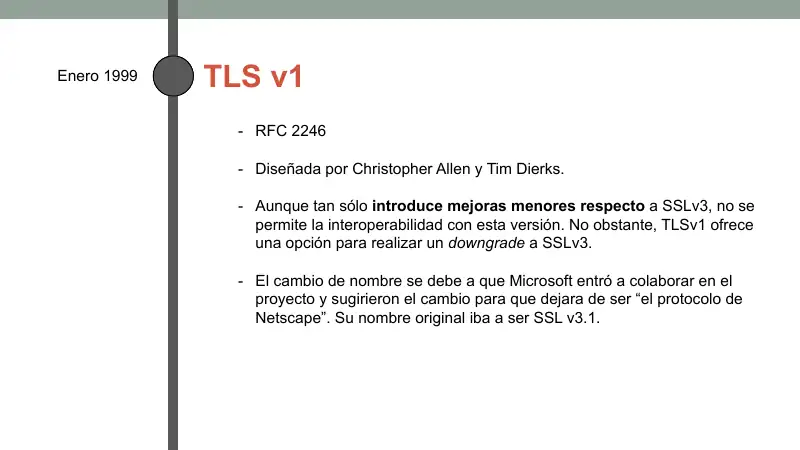 Enero 1999
TLS v1
- RFC 2246
- Diseñada por Christopher Allen y Tim Dierks.
- Aunque tan sólo introduce mejoras menores respecto a SSLv3, no se
permite la interoperabilidad con esta versión. No obstante, TLSv1 ofrece
una opción para realizar un downgrade a SSLv3.
- El cambio de nombre se debe a que Microsoft entró a colaborar en el
proyecto y sugirieron el cambio para que dejara de ser “el protocolo de
Netscape”. Su nombre original iba a ser SSL v3.1.